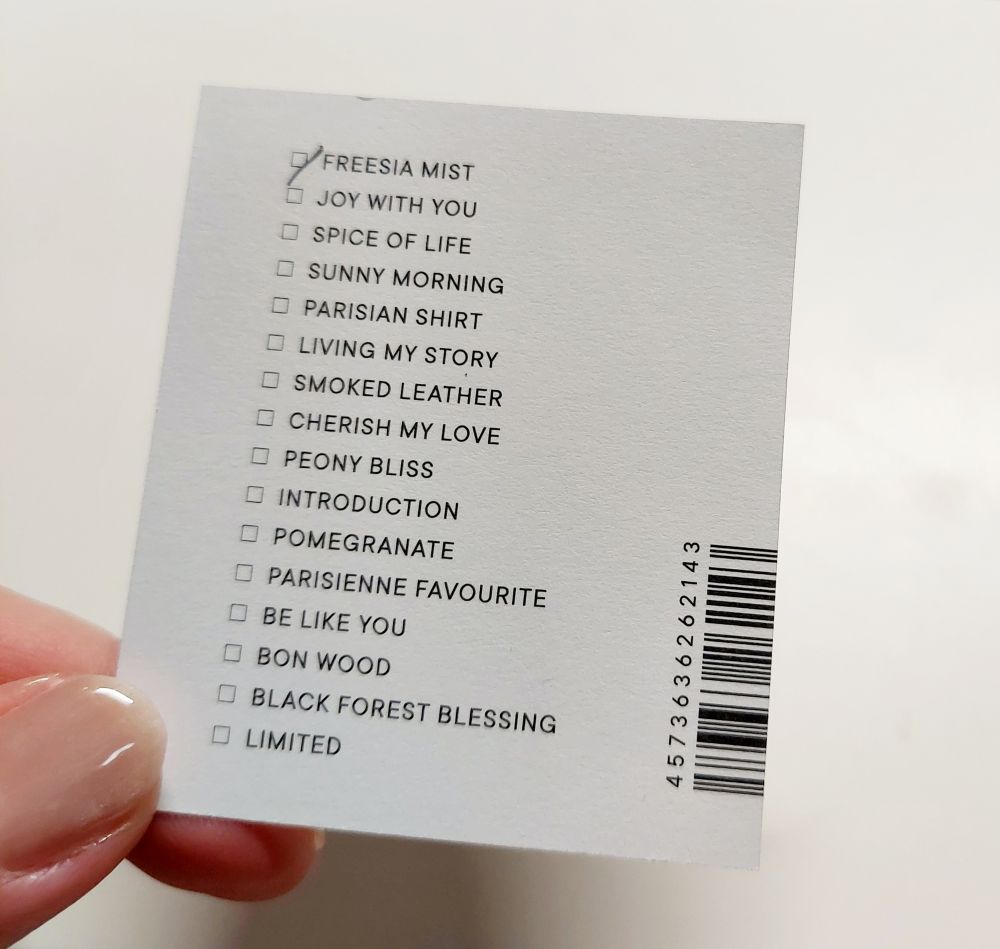 FREESIA MIST
JOY WITH YOU
SPICE OF LIFE
SUNNY MORNING
PARISIAN SHIRT
LIVING MY STORY
SMOKED LEATHER
CHERISH MY LOVE
PEONY BLISS
INTRODUCTION
POMEGRANATE
PARISIENNE FAVOURITE
BE LIKE YOU
BON WOOD
BLACK FOREST BLESSING
LIMITED
4573636262143